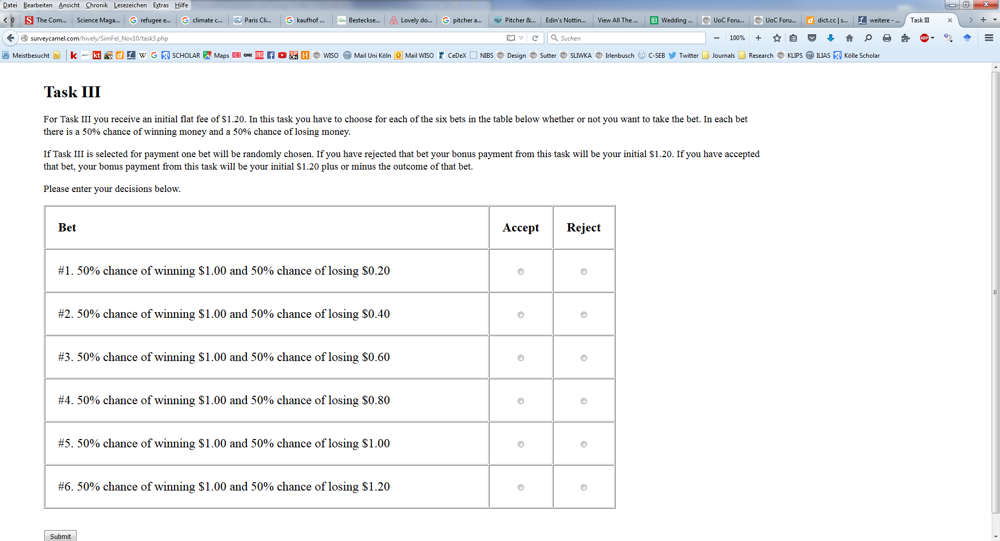 Datei Bearbeiten Ansicht Chronik Lesezeichen Extras Hilfe
0 The Com... Science Maga... refugee e... climate c... Paris Cli... kaufhof ... Besteckse... Lovely do... pitcher a... Pitcher &... Edin's Nottin... View All The ... Wedding ... UoC Foru... UoC Foru... dict.cc | s... weitere - ... Task III
surveycamel.com/hively/SimFel_Nov10/task3.php Suchen 100% ABP
Meistbesucht k kt d W G SCHOLAR Maps DB GMX f SP ON H WISO Mail Uni Köln Mail WISO CeDeX NIBS Design Sutter SLIWKA Irlenbusch C-SEB Twitter Journals Research KLIPS ILIAS Kölle Scholar
Task III
For Task III you receive an initial flat fee of $1.20. In this task you have to choose for each of the six bets in the table below whether or not you want to take the bet. In each bet
there is a 50% chance of winning money and a 50% chance of losing money.
If Task III is selected for payment one bet will be randomly chosen. If you have rejected that bet your bonus payment from this task will be your initial $1.20. If you have accepted
that bet, your bonus payment from this task will be your initial $1.20 plus or minus the outcome of that bet.
Please enter your decisions below.
Bet Accept Reject
#1. 50% chance of winning $1.00 and 50% chance of losing $0.20
#2. 50% chance of winning $1.00 and 50% chance of losing $0.40
#3. 50% chance of winning $1.00 and 50% chance of losing $0.60
#4. 50% chance of winning $1.00 and 50% chance of losing $0.80
#5. 50% chance of winning $1.00 and 50% chance of losing $1.00
#6. 50% chance of winning $1.00 and 50% chance of losing $1.20
Submit